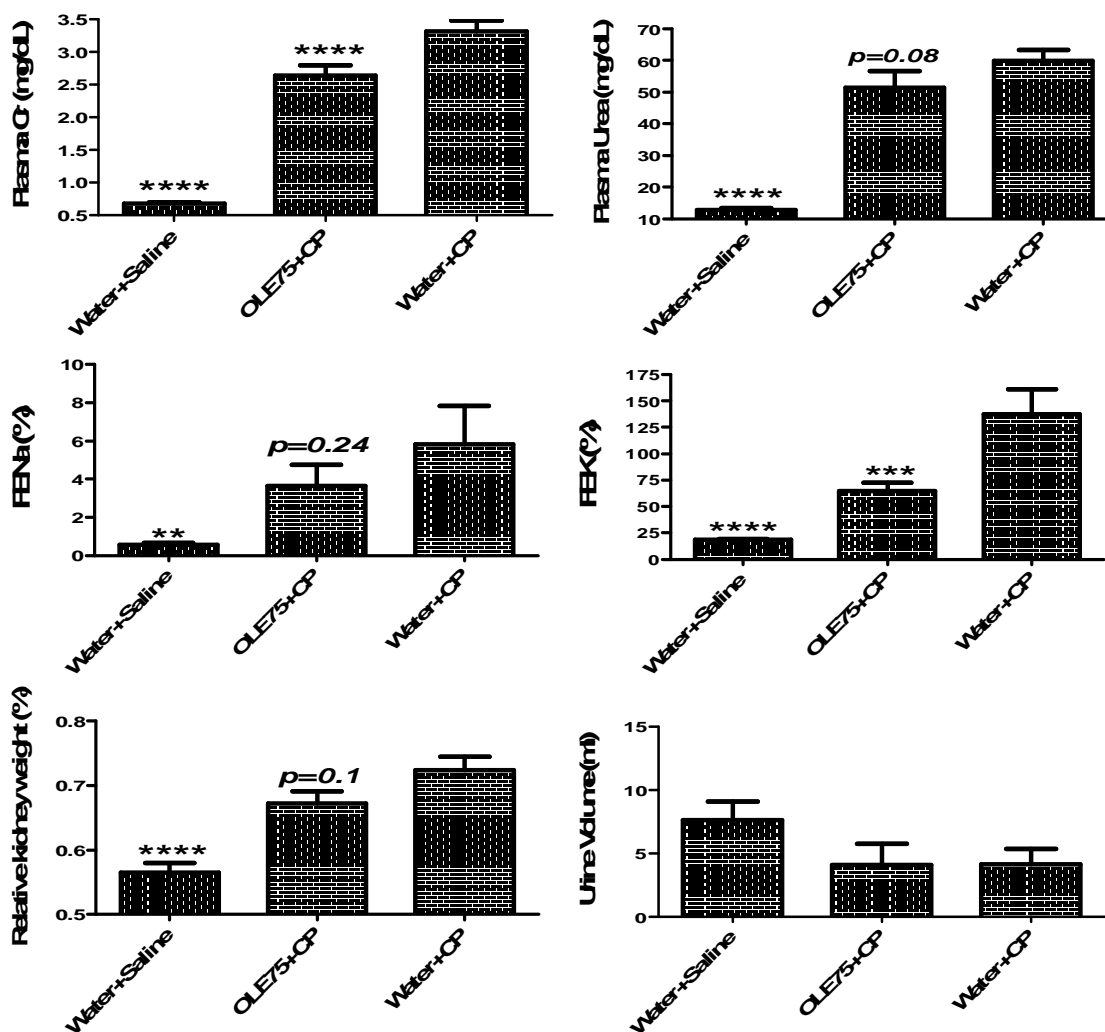 Plasma Cr (mg/dL)
3.5
3.0
2.5
2.0
1.5
1.0
0.5
****
****
Water+Saline
OLE75+CP
Water+CP
Plasma Urea (mg/dL)
70
60
50
40
30
20
10
****
p=0.08
Water+Saline
OLE75+CP
Water+CP
FENa (%)
10
8
6
4
2
0
**
p=0.24
Water+Saline
OLE75+CP
Water+CP
FEK (%)
175
150
125
100
75
50
25
0
****
***
Water+Saline
OLE75+CP
Water+CP
Relative kidney weight (%)
0.8
0.7
0.6
0.5
****
p=0.1
Water+Saline
OLE75+CP
Water+CP
Urine Volume (ml)
15
10
5
0
Water+Saline
OLE75+CP
Water+CP